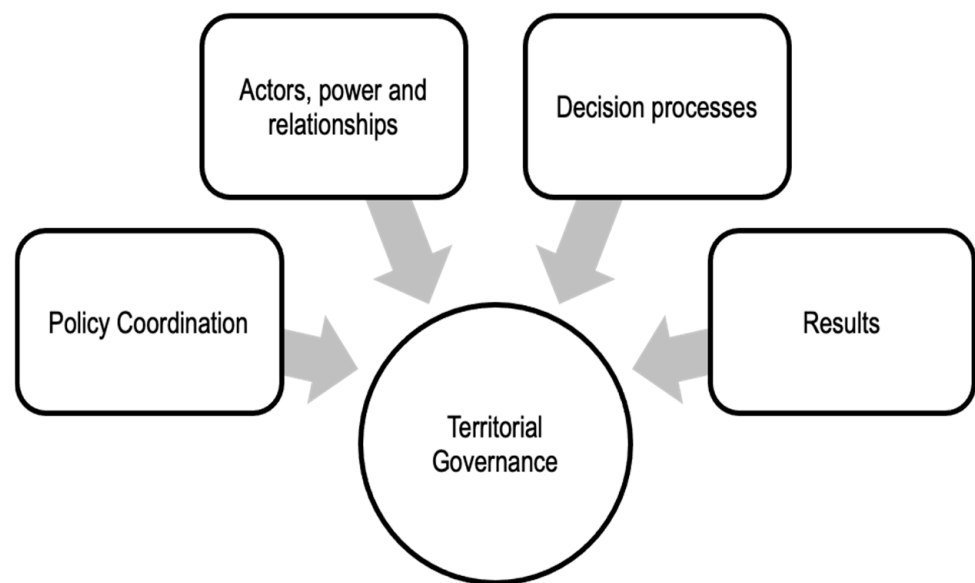 Actors, power and
relationships
Decision processes
Policy Coordination
Results
Territorial
Governance